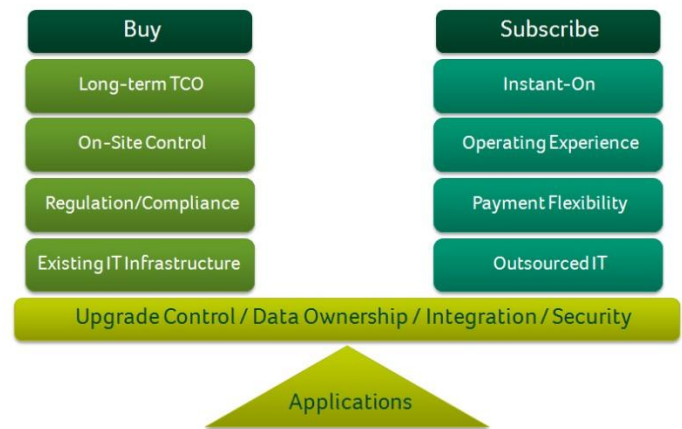 Buy
Subscribe
Long-term TCO
Instant-On
On-Site Control
Operating Experience
Regulation/Compliance
Payment Flexibility
Existing IT Infrastructure
Outsourced IT
Upgrade Control / Data Ownership / Integration / Security
Applications